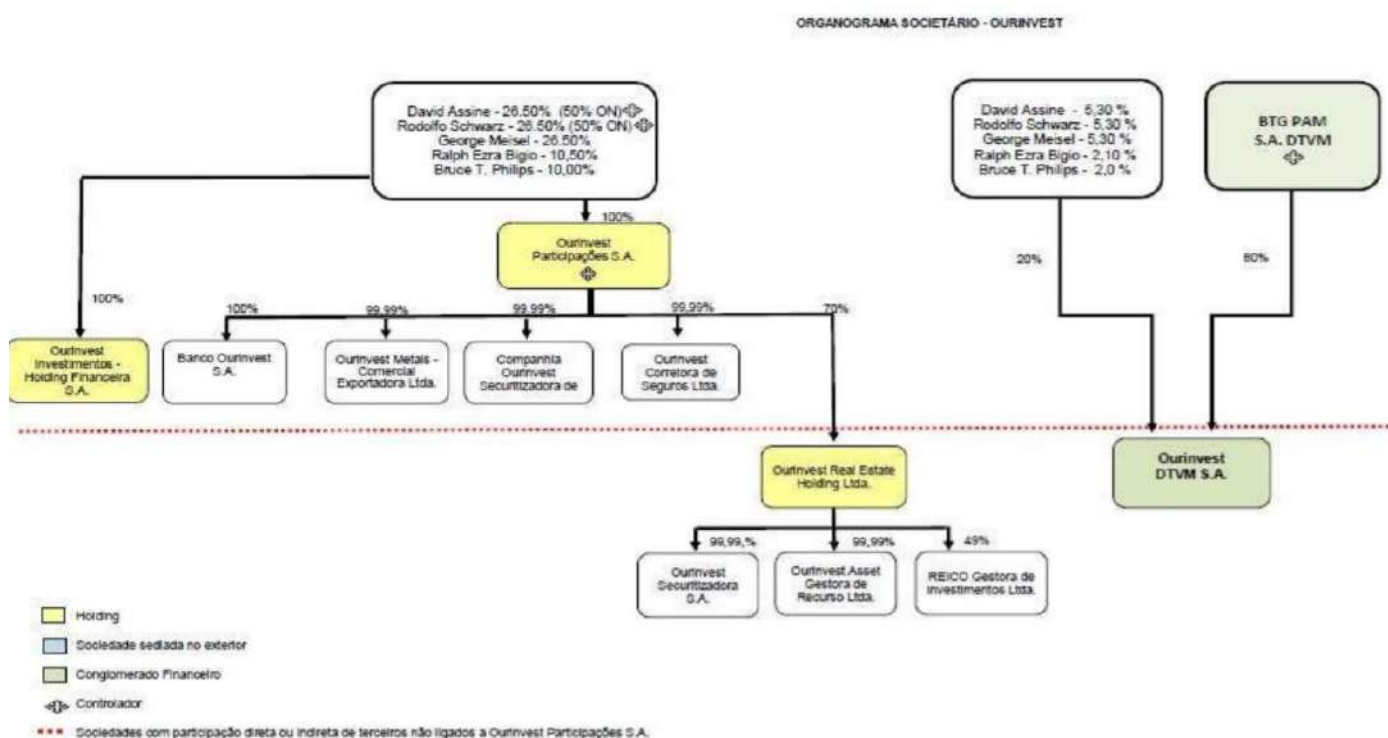 ORGANOGRAMA SOCIETÁRIO - OURINVEST
David Assine - 26.50% (50% ON)
Rodolfo Schwarz - 26.50% (50% ON)
George Meisel - 26.50%
Ralph Ezra Bigio - 10,50%
Bruce T. Philips - 10,00%
David Assine - 5,30 %
Rodolfo Schwarz - 5,30 %
George Meisel - 5,30 %
Ralph Ezra Bigio - 2,10 %
Bruce T. Philips - 2,0 %
BTG PAM
S.A. DTVM
100%
Ourinvest
Participações S.A.
20%
80%
100%
100%
99,99%
99,99%
99,99%
70%
Ourinvest
Investimentos -
Holding Financeira
S.A.
Banco Ourinvest
S.A.
Ourinvest Metais -
Comercial
Exportadora Ltda.
Companhia
Ourinvest
Securitizadora de
Ourinvest
Corretora de
Seguros Ltda.
Ourinvest Real Estate
Holding Ltda.
Ourinvest
DTVM S.A.
99,99,%
99,99%
49%
Ourinvest
Securitizadora
S.A.
Ourinvest Asset
Gestora de
Recurso Ltda.
REICO Gestora de
Investimentos Ltda.
Holding
Sociedade sediada no exterior
Conglomerado Financeiro
Controlador
Sociedades com participação direta ou indireta de terceiros não ligados a Ourinvest Participações S.A.